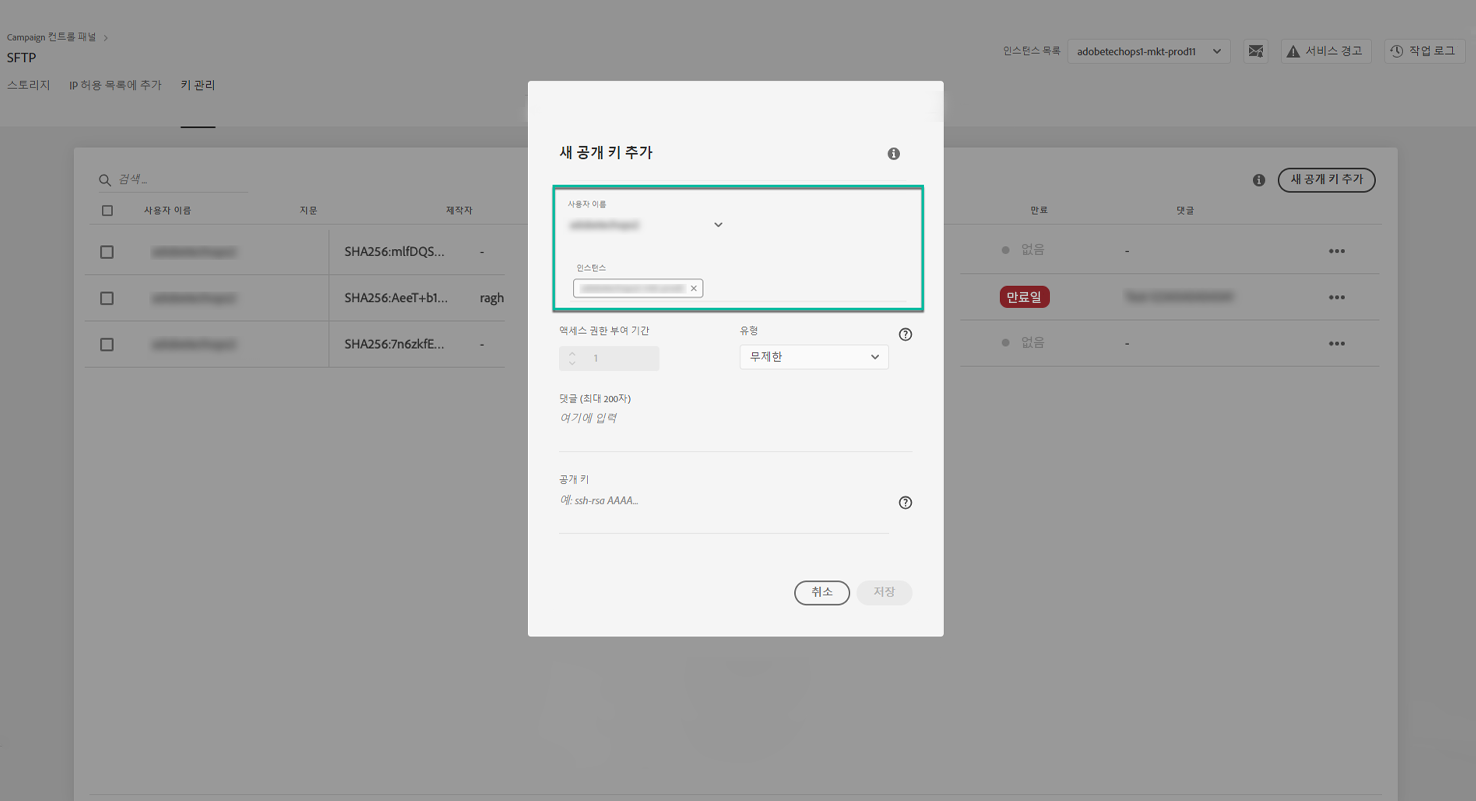 Campaign 컨트롤 패널 >
SFTP
인스턴스 목록 adobetechops1-mkt-prod11 서비스 경고 작업 로그
스토리지 IP 허용 목록에 추가 키 관리
검색...
새 공개 키 추가
사용자 이름 지문 제작자 만료 댓글
SHA256:mlfDQS... - 없음 - •••
SHA256:AeeT+b1... ragh 만료일 •••
SHA256:7n6zkfE... - 없음 - •••
새 공개 키 추가
사용자 이름
인스턴스
액세스 권한 부여 기간 유형
1 무제한
댓글 (최대 200자)
여기에 입력
공개 키
예: ssh-rsa AAAA...
취소 저장